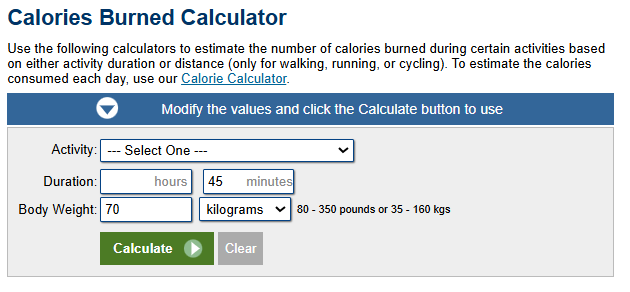 Calories Burned Calculator
Use the following calculators to estimate the number of calories burned during certain activities based
on either activity duration or distance (only for walking, running, or cycling). To estimate the calories
consumed each day, use our Calorie Calculator.
Modify the values and click the Calculate button to use
Activity: --- Select One ---
Duration: hours 45 minutes
Body Weight: 70 kilograms 80 - 350 pounds or 35 - 160 kgs
Calculate Clear